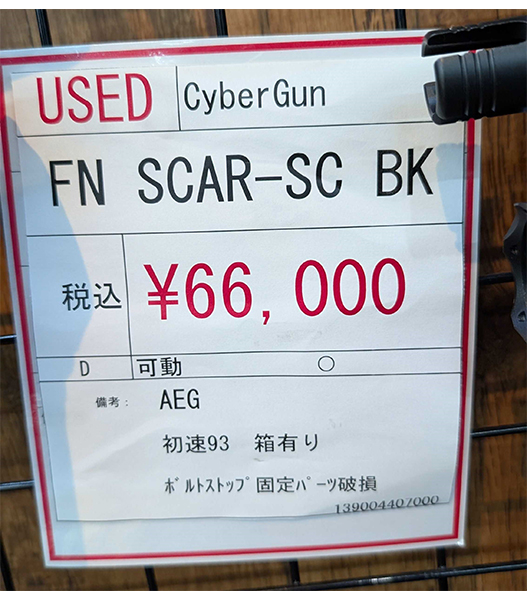 USED CyberGun
FN SCAR-SC BK
税込 ¥66,000
D 可動 ○
備考: AEG
初速93 箱有り
ﾎﾞﾙﾄｽﾄｯﾌﾟ固定ﾊﾟｰﾂ破損
139004407000